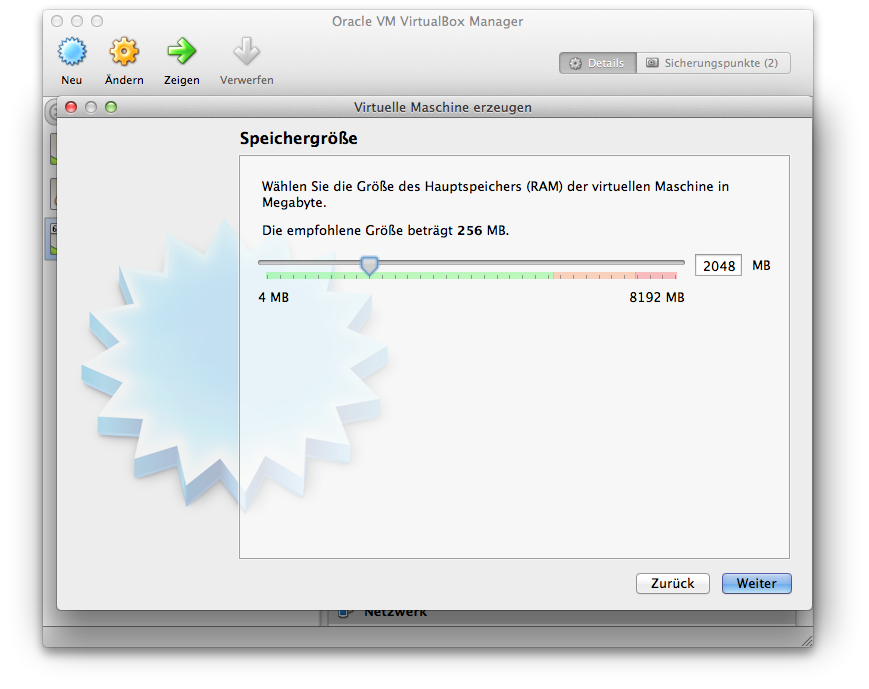 Oracle VM VirtualBox Manager
Neu Ändern Zeigen Verwerfen
Details Sicherungspunkte (2)
Virtuelle Maschine erzeugen
Speichergröße
Wählen Sie die Größe des Hauptspeichers (RAM) der virtuellen Maschine in
Megabyte.
Die empfohlene Größe beträgt 256 MB.
2048 MB
4 MB 8192 MB
Zurück Weiter
Netzwerk